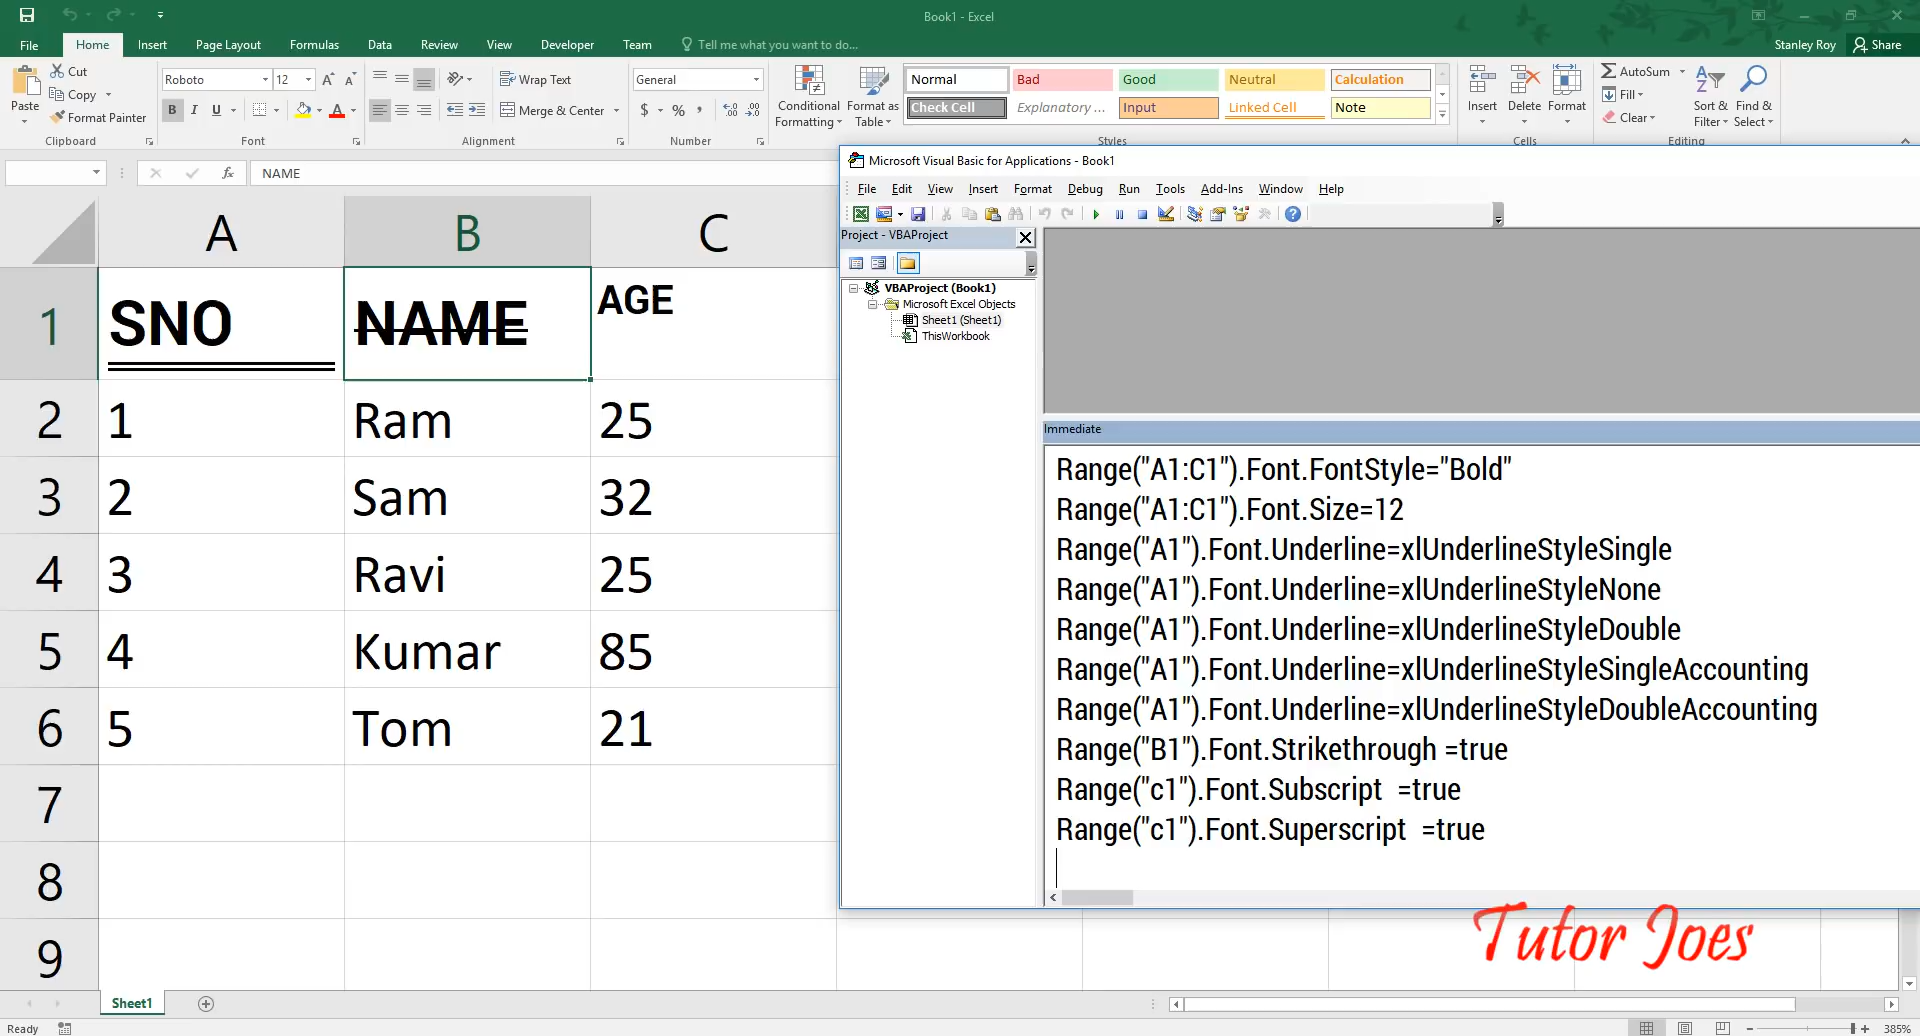 Book1 - Excel
File Home Insert Page Layout Formulas Data Review View Developer Team Tell me what you want to do... Stanley Roy Share
Paste Cut Copy Format Painter Clipboard
Roboto 12 B I U A Font
Wrap Text Merge & Center Alignment
General $ % , Number
Conditional Formatting Format as Table
Normal Bad Good Neutral Calculation
Check Cell Explanatory ... Input Linked Cell Note
Styles
Insert Delete Format Cells
AutoSum Fill Clear Sort & Filter Find & Select Editing
fx NAME
A B C
1 SNO NAME AGE
2 1 Ram 25
3 2 Sam 32
4 3 Ravi 25
5 4 Kumar 85
6 5 Tom 21
7
8
9
Microsoft Visual Basic for Applications - Book1
File Edit View Insert Format Debug Run Tools Add-Ins Window Help
Project - VBAProject
VBAProject (Book1)
Microsoft Excel Objects
Sheet1 (Sheet1)
ThisWorkbook
Immediate
Range("A1:C1").Font.FontStyle="Bold"
Range("A1:C1").Font.Size=12
Range("A1").Font.Underline=xlUnderlineStyleSingle
Range("A1").Font.Underline=xlUnderlineStyleNone
Range("A1").Font.Underline=xlUnderlineStyleDouble
Range("A1").Font.Underline=xlUnderlineStyleSingleAccounting
Range("A1").Font.Underline=xlUnderlineStyleDoubleAccounting
Range("B1").Font.Strikethrough =true
Range("c1").Font.Subscript  =true
Range("c1").Font.Superscript  =true
Tutor Joes
Sheet1
Ready
385%